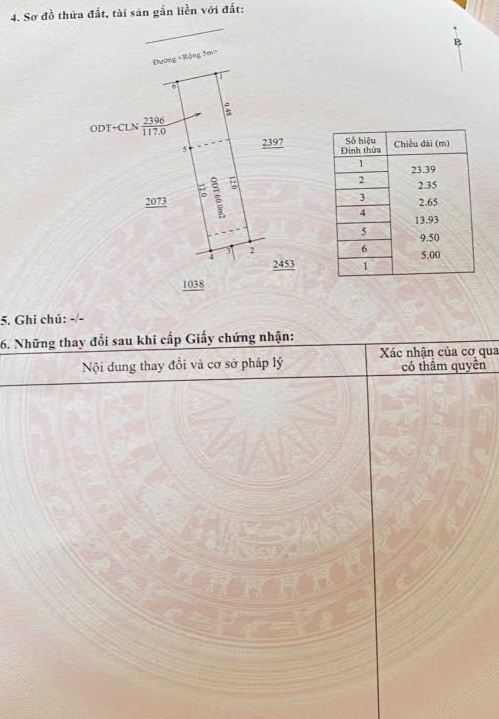 4. Sơ đồ thửa đất, tài sản gắn liền với đất:
B
Đường <Rộng 5m>
6
1
9.48
ODT+CLN 2396
117.0
5
2397
12.0
ODT:60.0m2
12.0
2073
4
3
2
2453
1038
Số hiệu Đỉnh thửa
Chiều dài (m)
1
23.39
2
2.35
3
2.65
4
13.93
5
9.50
6
5.00
1
5. Ghi chú: -/-
6. Những thay đổi sau khi cấp Giấy chứng nhận:
Nội dung thay đổi và cơ sở pháp lý
Xác nhận của cơ qua
có thẩm quyền